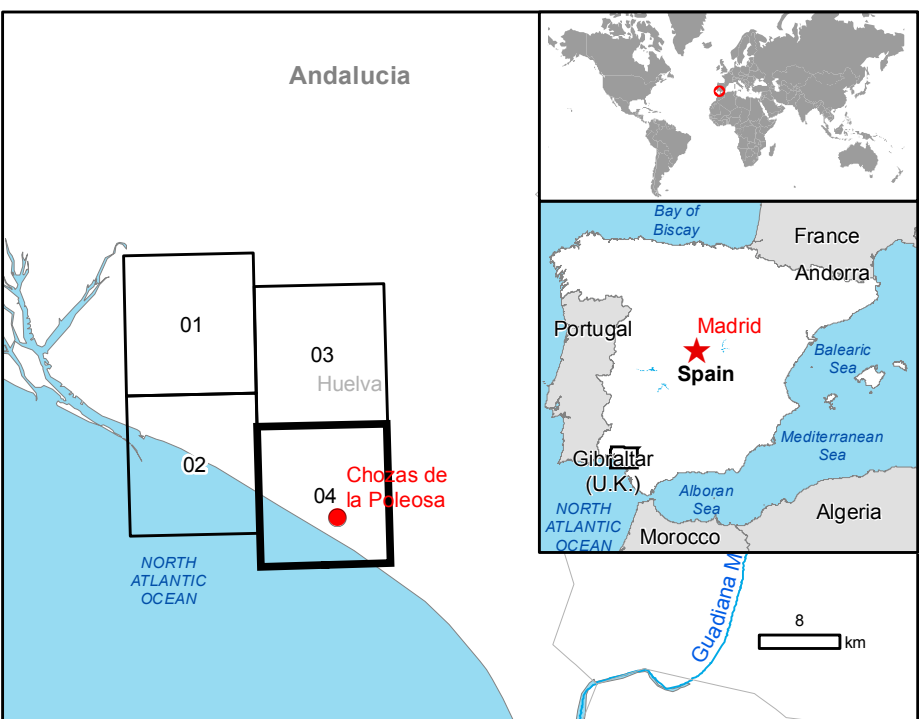 Andalucia
01
03
Huelva
02
04
Chozas de
la Poleosa
NORTH
ATLANTIC
OCEAN
Bay of
Biscay
France
Andorra
Portugal
Madrid
Spain
Balearic
Sea
Mediterranean
Sea
Gibraltar
(U.K.)
Alboran
Sea
NORTH
ATLANTIC
OCEAN
Morocco
Algeria
Guadiana M
8
km